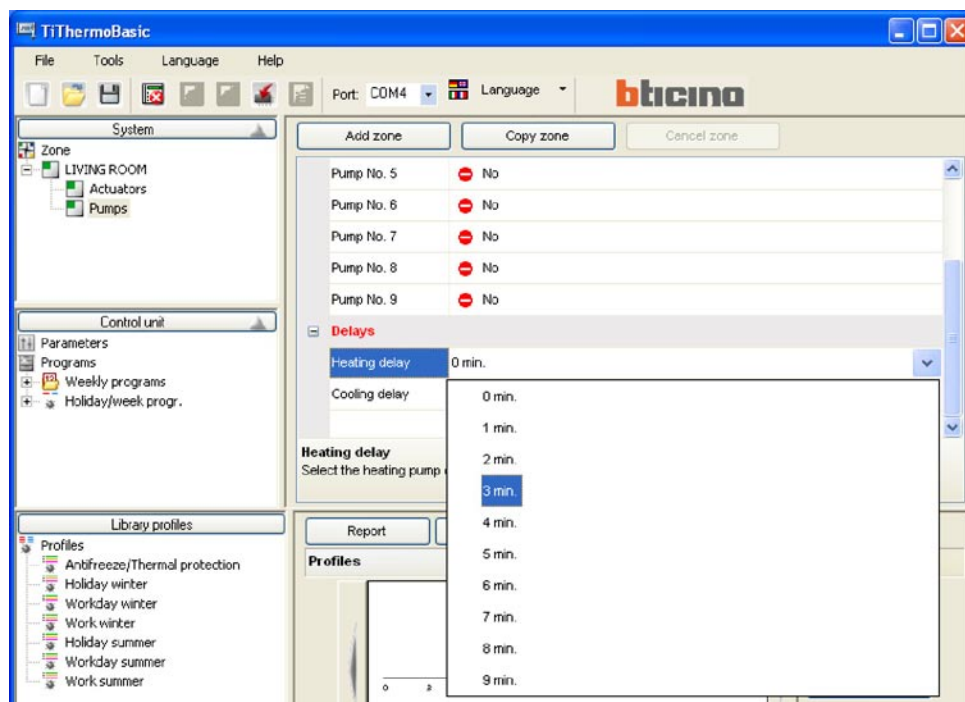 TiThermoBasic
File Tools Language Help
Port: COM4 Language bticino
System
Zone
LIVING ROOM
Actuators
Pumps
Control unit
Parameters
Programs
Weekly programs
Holiday/week progr.
Library profiles
Profiles
Antifreeze/Thermal protection
Holiday winter
Workday winter
Work winter
Holiday summer
Workday summer
Work summer
Add zone Copy zone Cancel zone
Pump No. 5 No
Pump No. 6 No
Pump No. 7 No
Pump No. 8 No
Pump No. 9 No
Delays
Heating delay 0 min.
Cooling delay
0 min.
1 min.
2 min.
3 min.
4 min.
5 min.
6 min.
7 min.
8 min.
9 min.
Heating delay
Select the heating pump
Report
Profiles
0 2